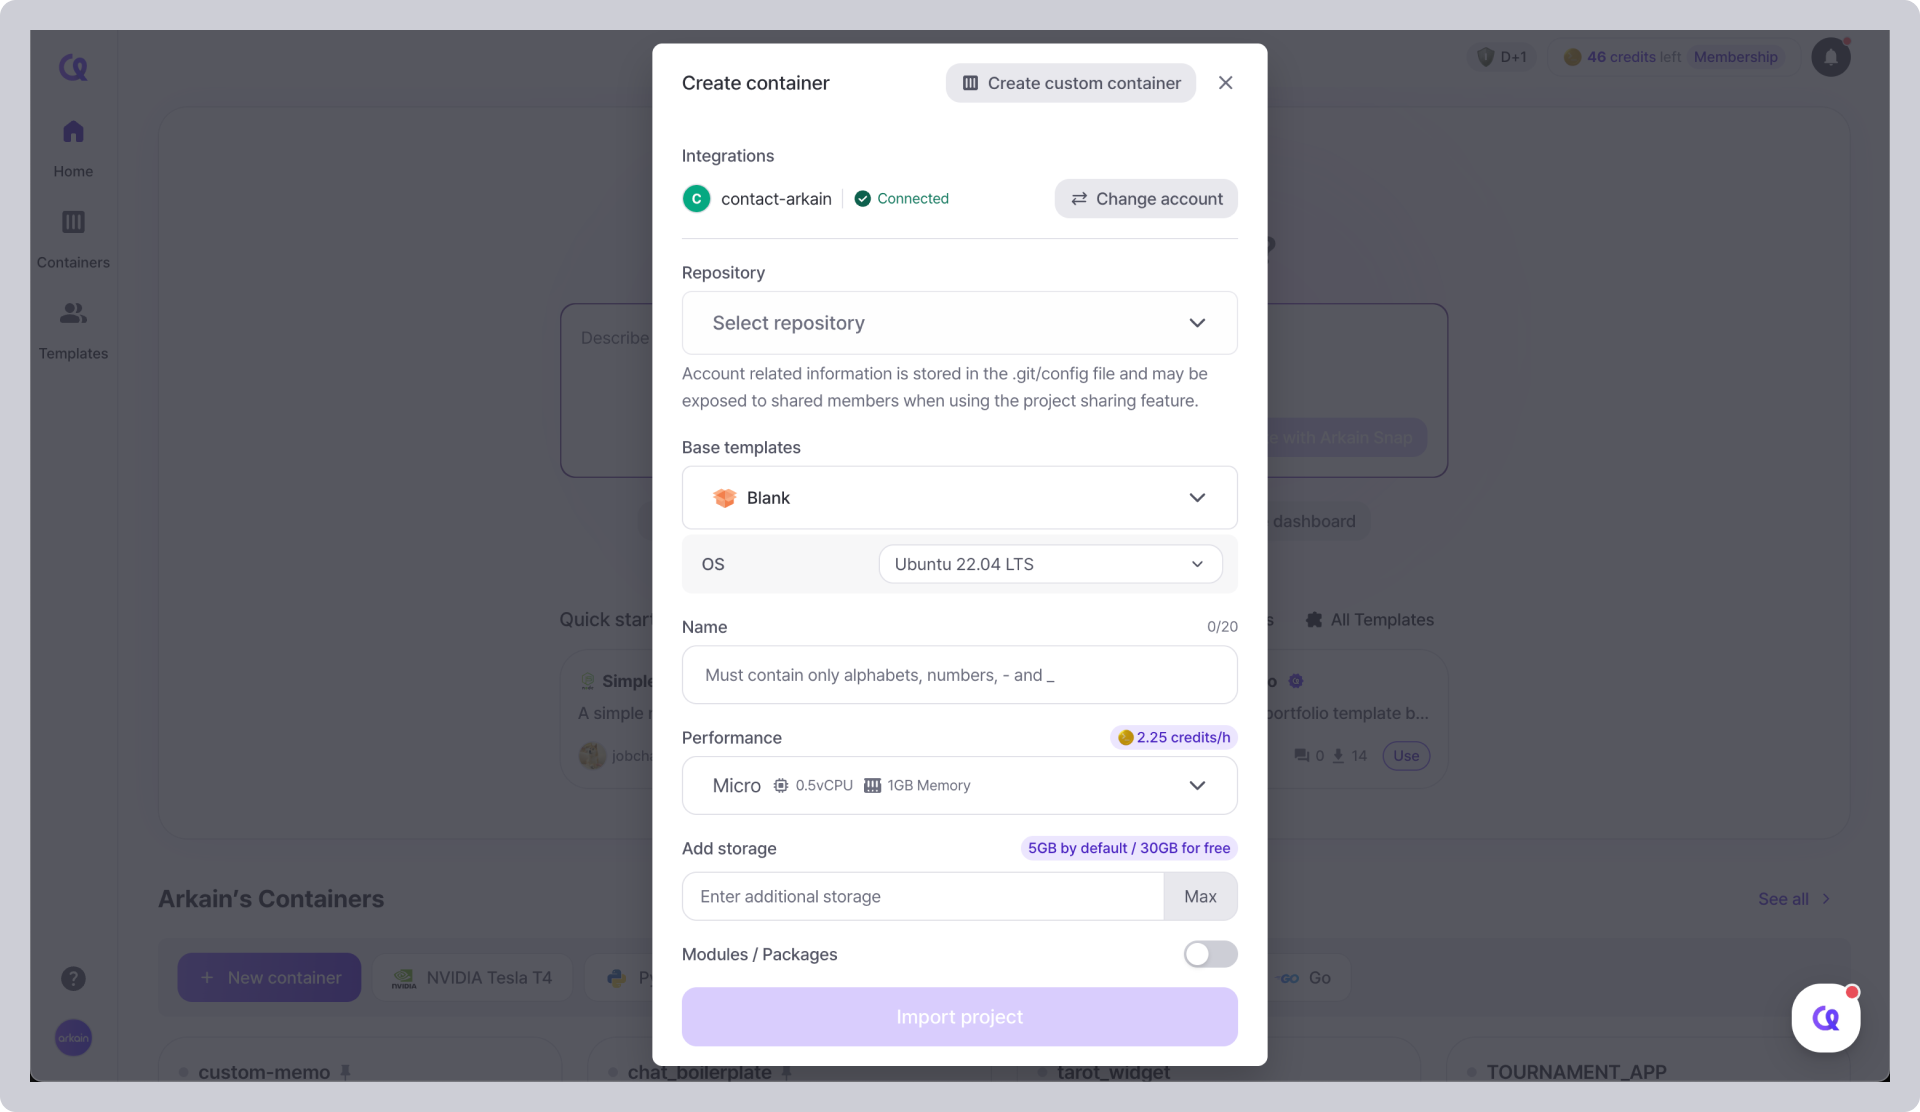 Create container
Create custom container
Integrations
C contact-arkain
Connected
Change account
Repository
Select repository
Account related information is stored in the .git/config file and may be
exposed to shared members when using the project sharing feature.
Base templates
Blank
OS
Ubuntu 22.04 LTS
Name
0/20
Must contain only alphabets, numbers, - and _
Performance
2.25 credits/h
Micro 0.5vCPU 1GB Memory
Add storage
5GB by default / 30GB for free
Enter additional storage
Max
Modules / Packages
Import project
Home
Containers
Templates
arkain
D+1
46 credits left Membership
Describe
with Arkain Snap
dashboard
Quick start
All Templates
Simple
A simple
portfolio template b...
0 14 Use
Arkain's Containers
See all
+ New container
NVIDIA Tesla T4
Go
custom-memo
chat_boilerplate
tarot_widget
TOURNAMENT_APP